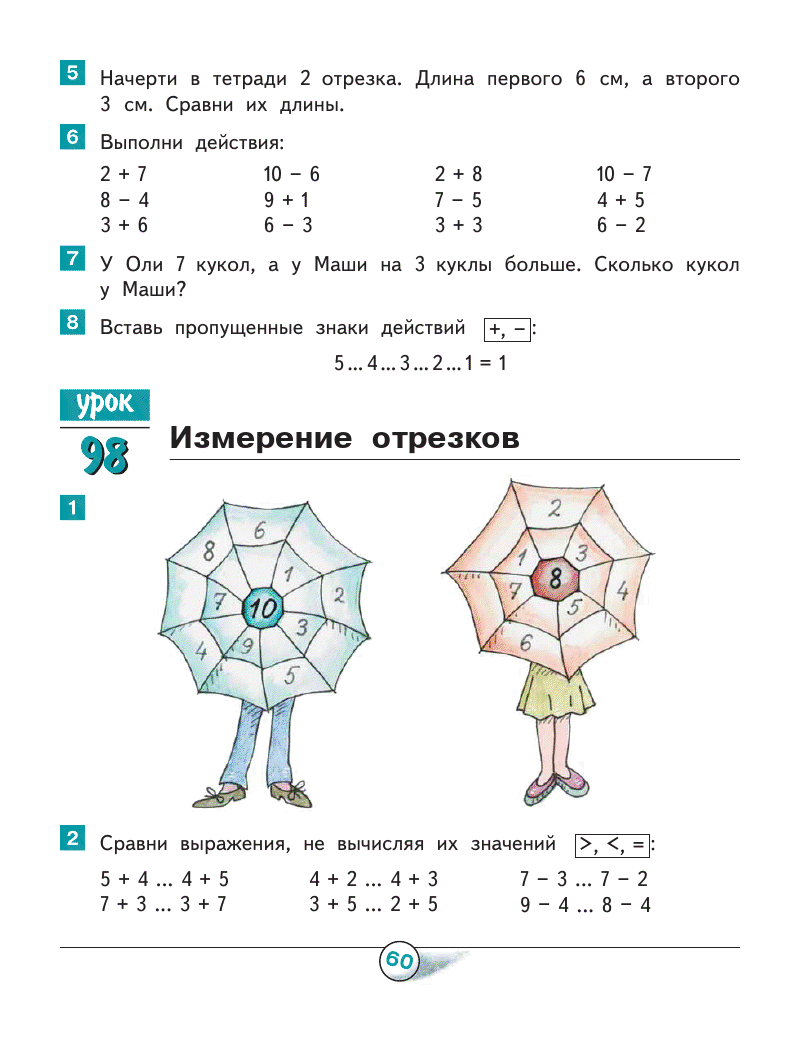 5
Начерти в тетради 2 отрезка. Длина первого 6 см, а второго
3 см. Сравни их длины.
6
Выполни действия:
2 + 7 10 – 6 2 + 8 10 – 7
8 – 4 9 + 1 7 – 5 4 + 5
3 + 6 6 – 3 3 + 3 6 – 2
7
У Оли 7 кукол, а у Маши на 3 куклы больше. Сколько кукол
у Маши?
8
Вставь пропущенные знаки действий +, – :
5 ... 4 ... 3 ... 2 ... 1 = 1
урок
98
Измерение отрезков
1
6
8
1
7
2
10
3
4
9
5
2
1
3
8
7
4
5
6
2
Сравни выражения, не вычисляя их значений >, <, = :
5 + 4 ... 4 + 5 4 + 2 ... 4 + 3 7 – 3 ... 7 – 2
7 + 3 ... 3 + 7 3 + 5 ... 2 + 5 9 – 4 ... 8 – 4
60